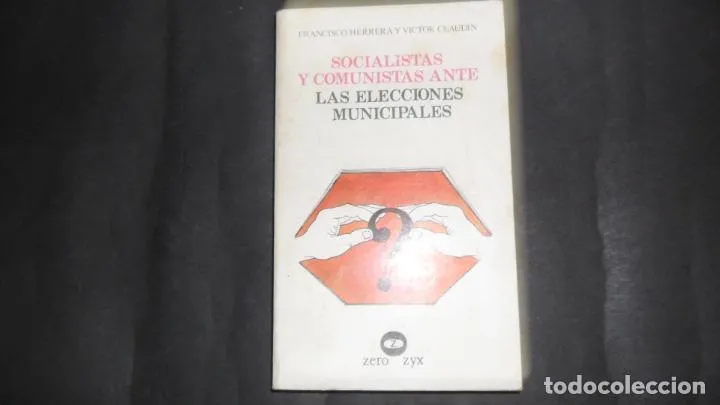 FRANCISCO HERRERA Y VICTOR CLAUDIN
SOCIALISTAS
Y COMUNISTAS ANTE
LAS ELECCIONES
MUNICIPALES
?
z
zero zyx
todocoleccion